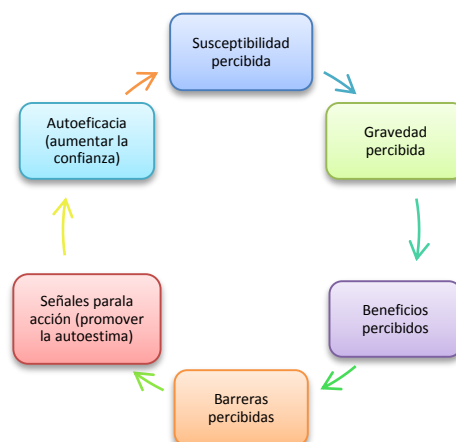 Susceptibilidad
percibida
Gravedad
percibida
Beneficios
percibidos
Barreras
percibidas
Señales parala
acción (promover
la autoestima)
Autoeficacia
(aumentar la
confianza)